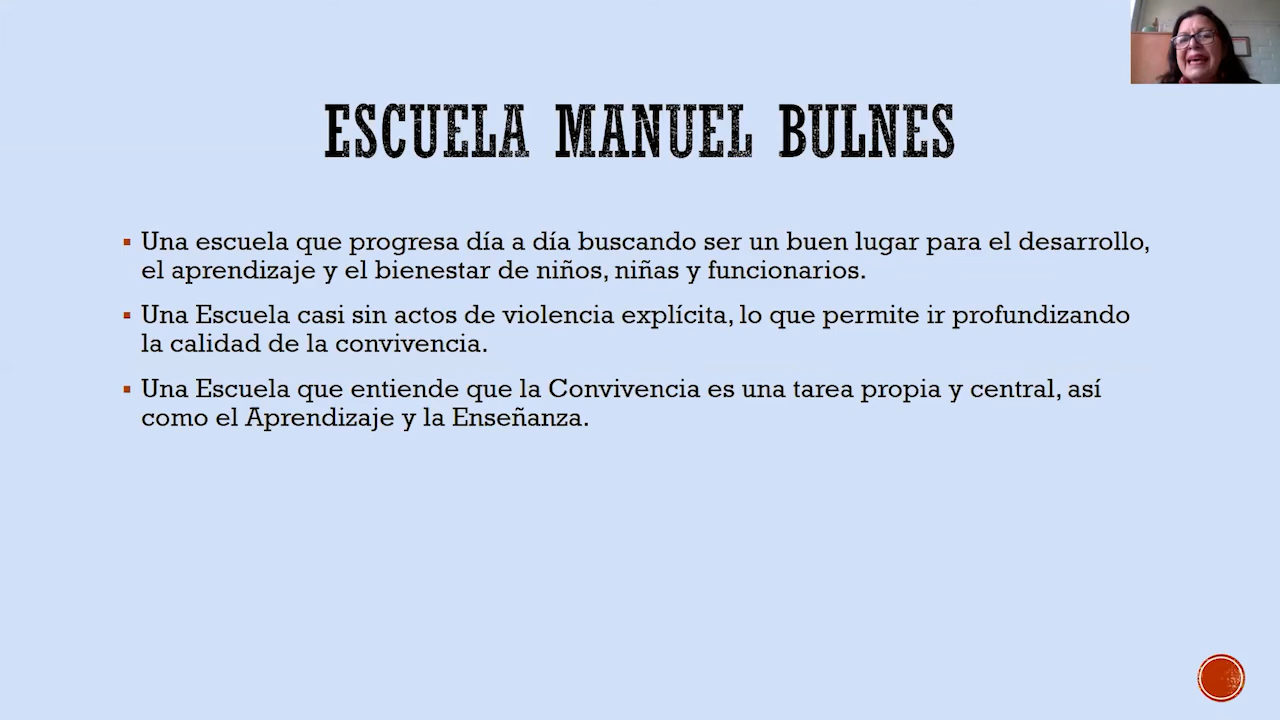 ESCUELA MANUEL BULNES
Una escuela que progresa día a día buscando ser un buen lugar para el desarrollo,
el aprendizaje y el bienestar de niños, niñas y funcionarios.
Una Escuela casi sin actos de violencia explícita, lo que permite ir profundizando
la calidad de la convivencia.
Una Escuela que entiende que la Convivencia es una tarea propia y central, así
como el Aprendizaje y la Enseñanza.